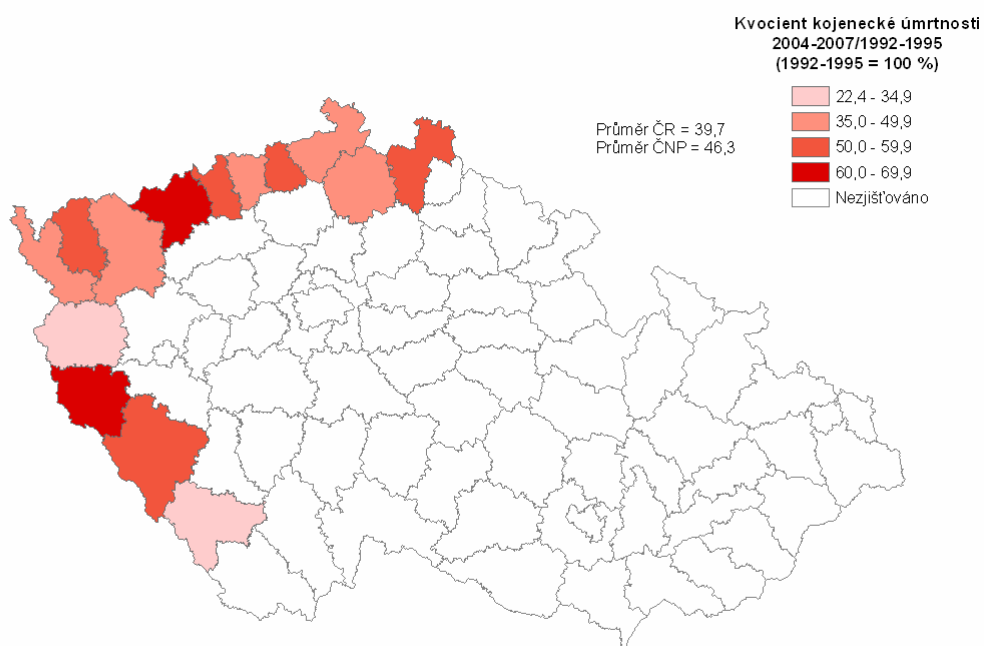 Kvocient kojenecké úmrtnosti
2004-2007/1992-1995
(1992-1995 = 100 %)
22,4 - 34,9
35,0 - 49,9
50,0 - 59,9
60,0 - 69,9
Nezjišťováno
Průměr ČR = 39,7
Průměr ČNP = 46,3